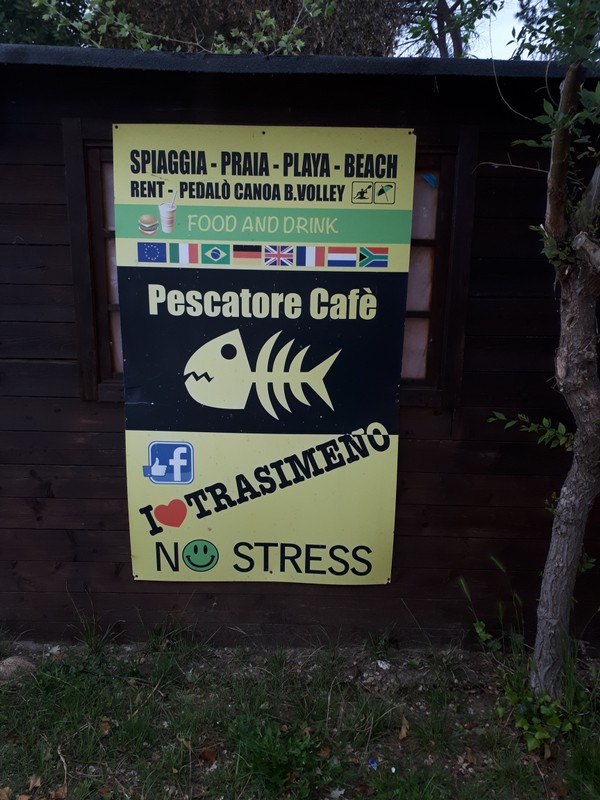 SPIAGGIA - PRAIA - PLAYA - BEACH
RENT - PEDALÒ CANOA B.VOLLEY
FOOD AND DRINK
Pescatore Cafè
f
I ❤ TRASIMENO
NO STRESS